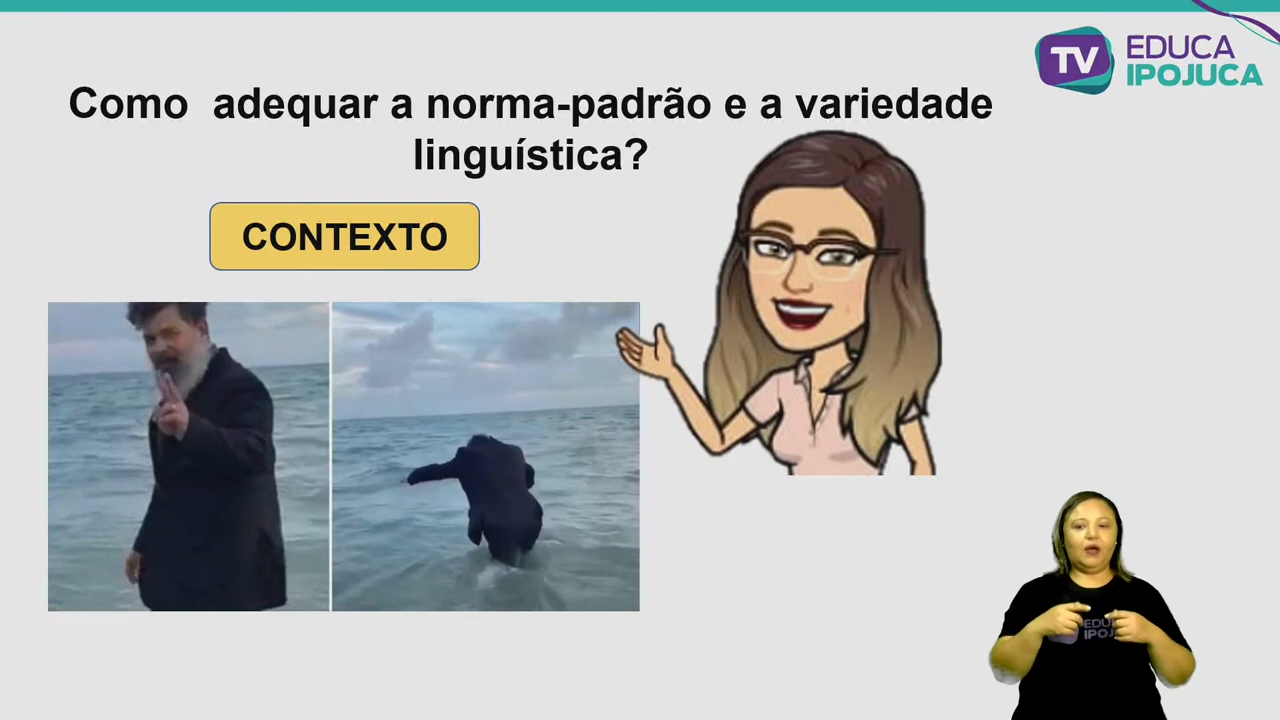 TV EDUCA
IPOJUCA
Como adequar a norma-padrão e a variedade
linguística?
CONTEXTO